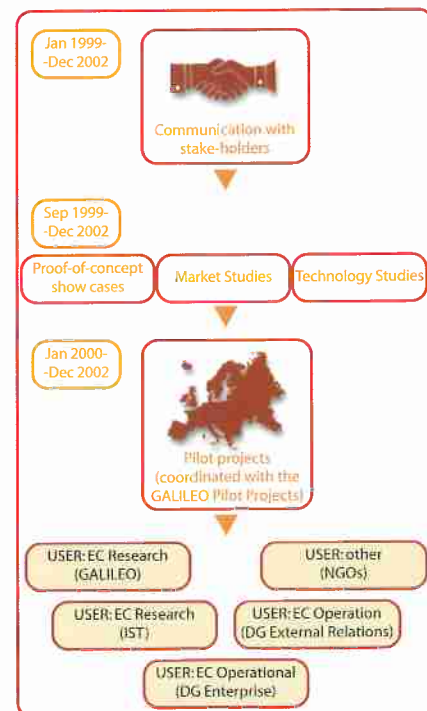 Jan 1999-
-Dec 2002
Communication with
stake-holders
Sep 1999-
-Dec 2002
Proof-of-concept
show cases
Market Studies
Technology Studies
Jan 2000-
-Dec 2002
Pilot projects
(coordinated with the
GALILEO Pilot Projects)
USER: EC Research
(GALILEO)
USER: other
(NGOs)
USER: EC Research
(IST)
USER: EC Operation
(DG External Relations)
USER: EC Operational
(DG Enterprise)